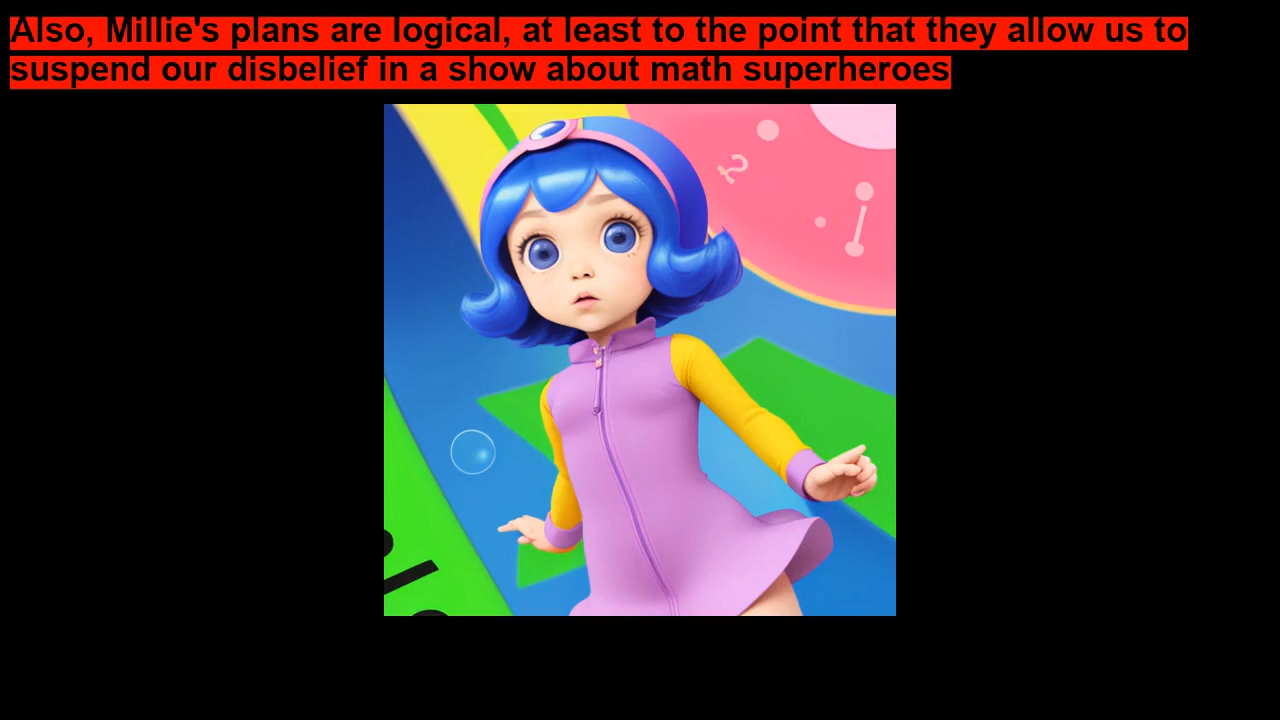 Also, Millie's plans are logical, at least to the point that they allow us to
suspend our disbelief in a show about math superheroes